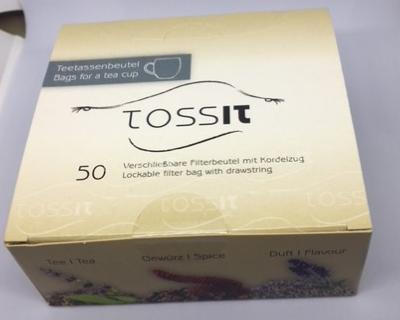 Teetassenbeutel
Bags for a tea cup
TOSSIT
50
Verschließbare Filterbeutel mit Kordelzug
Lockable filter bag with drawstring
TOSSIT
Tee | Tea
Gewürz | Spice
Duft | Flavour